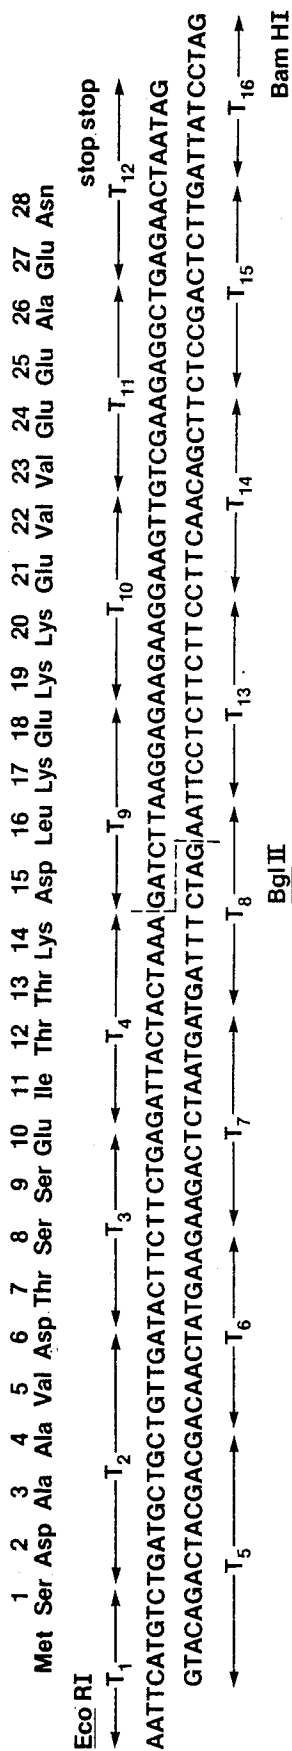 1 2 3 4 5 6 7 8 9 10 11 12 13 14 15 16 17 18 19 20 21 22 23 24 25 26 27 28
Met Ser Asp Ala Ala Val Asp Thr Ser Ser Glu Ile Thr Thr Lys Asp Leu Lys Glu Lys Lys Glu Val Val Glu Glu Ala Glu Asn stop stop
Eco RI
T1 T2 T3 T4 T9 T10 T11 T12
AATTCATGTCTGATGCTGCTGTTGATACTTCTTCTGAGATTACTACTAAAGATCTTAAGGAGAAGAAGGAAGTTGTCGAAGAGGCTGAGAACTAATAG
GTACAGACTACGACGACAACTATGAAGAAGACTCTAATGATGATTT CTAGAATTCCTCTTCTTCCTTCAACAGCTTCTCCGACTCTTGATTATCCTAG
T5 T6 T7 T8 T13 T14 T15 T16
Bgl II Bam HI